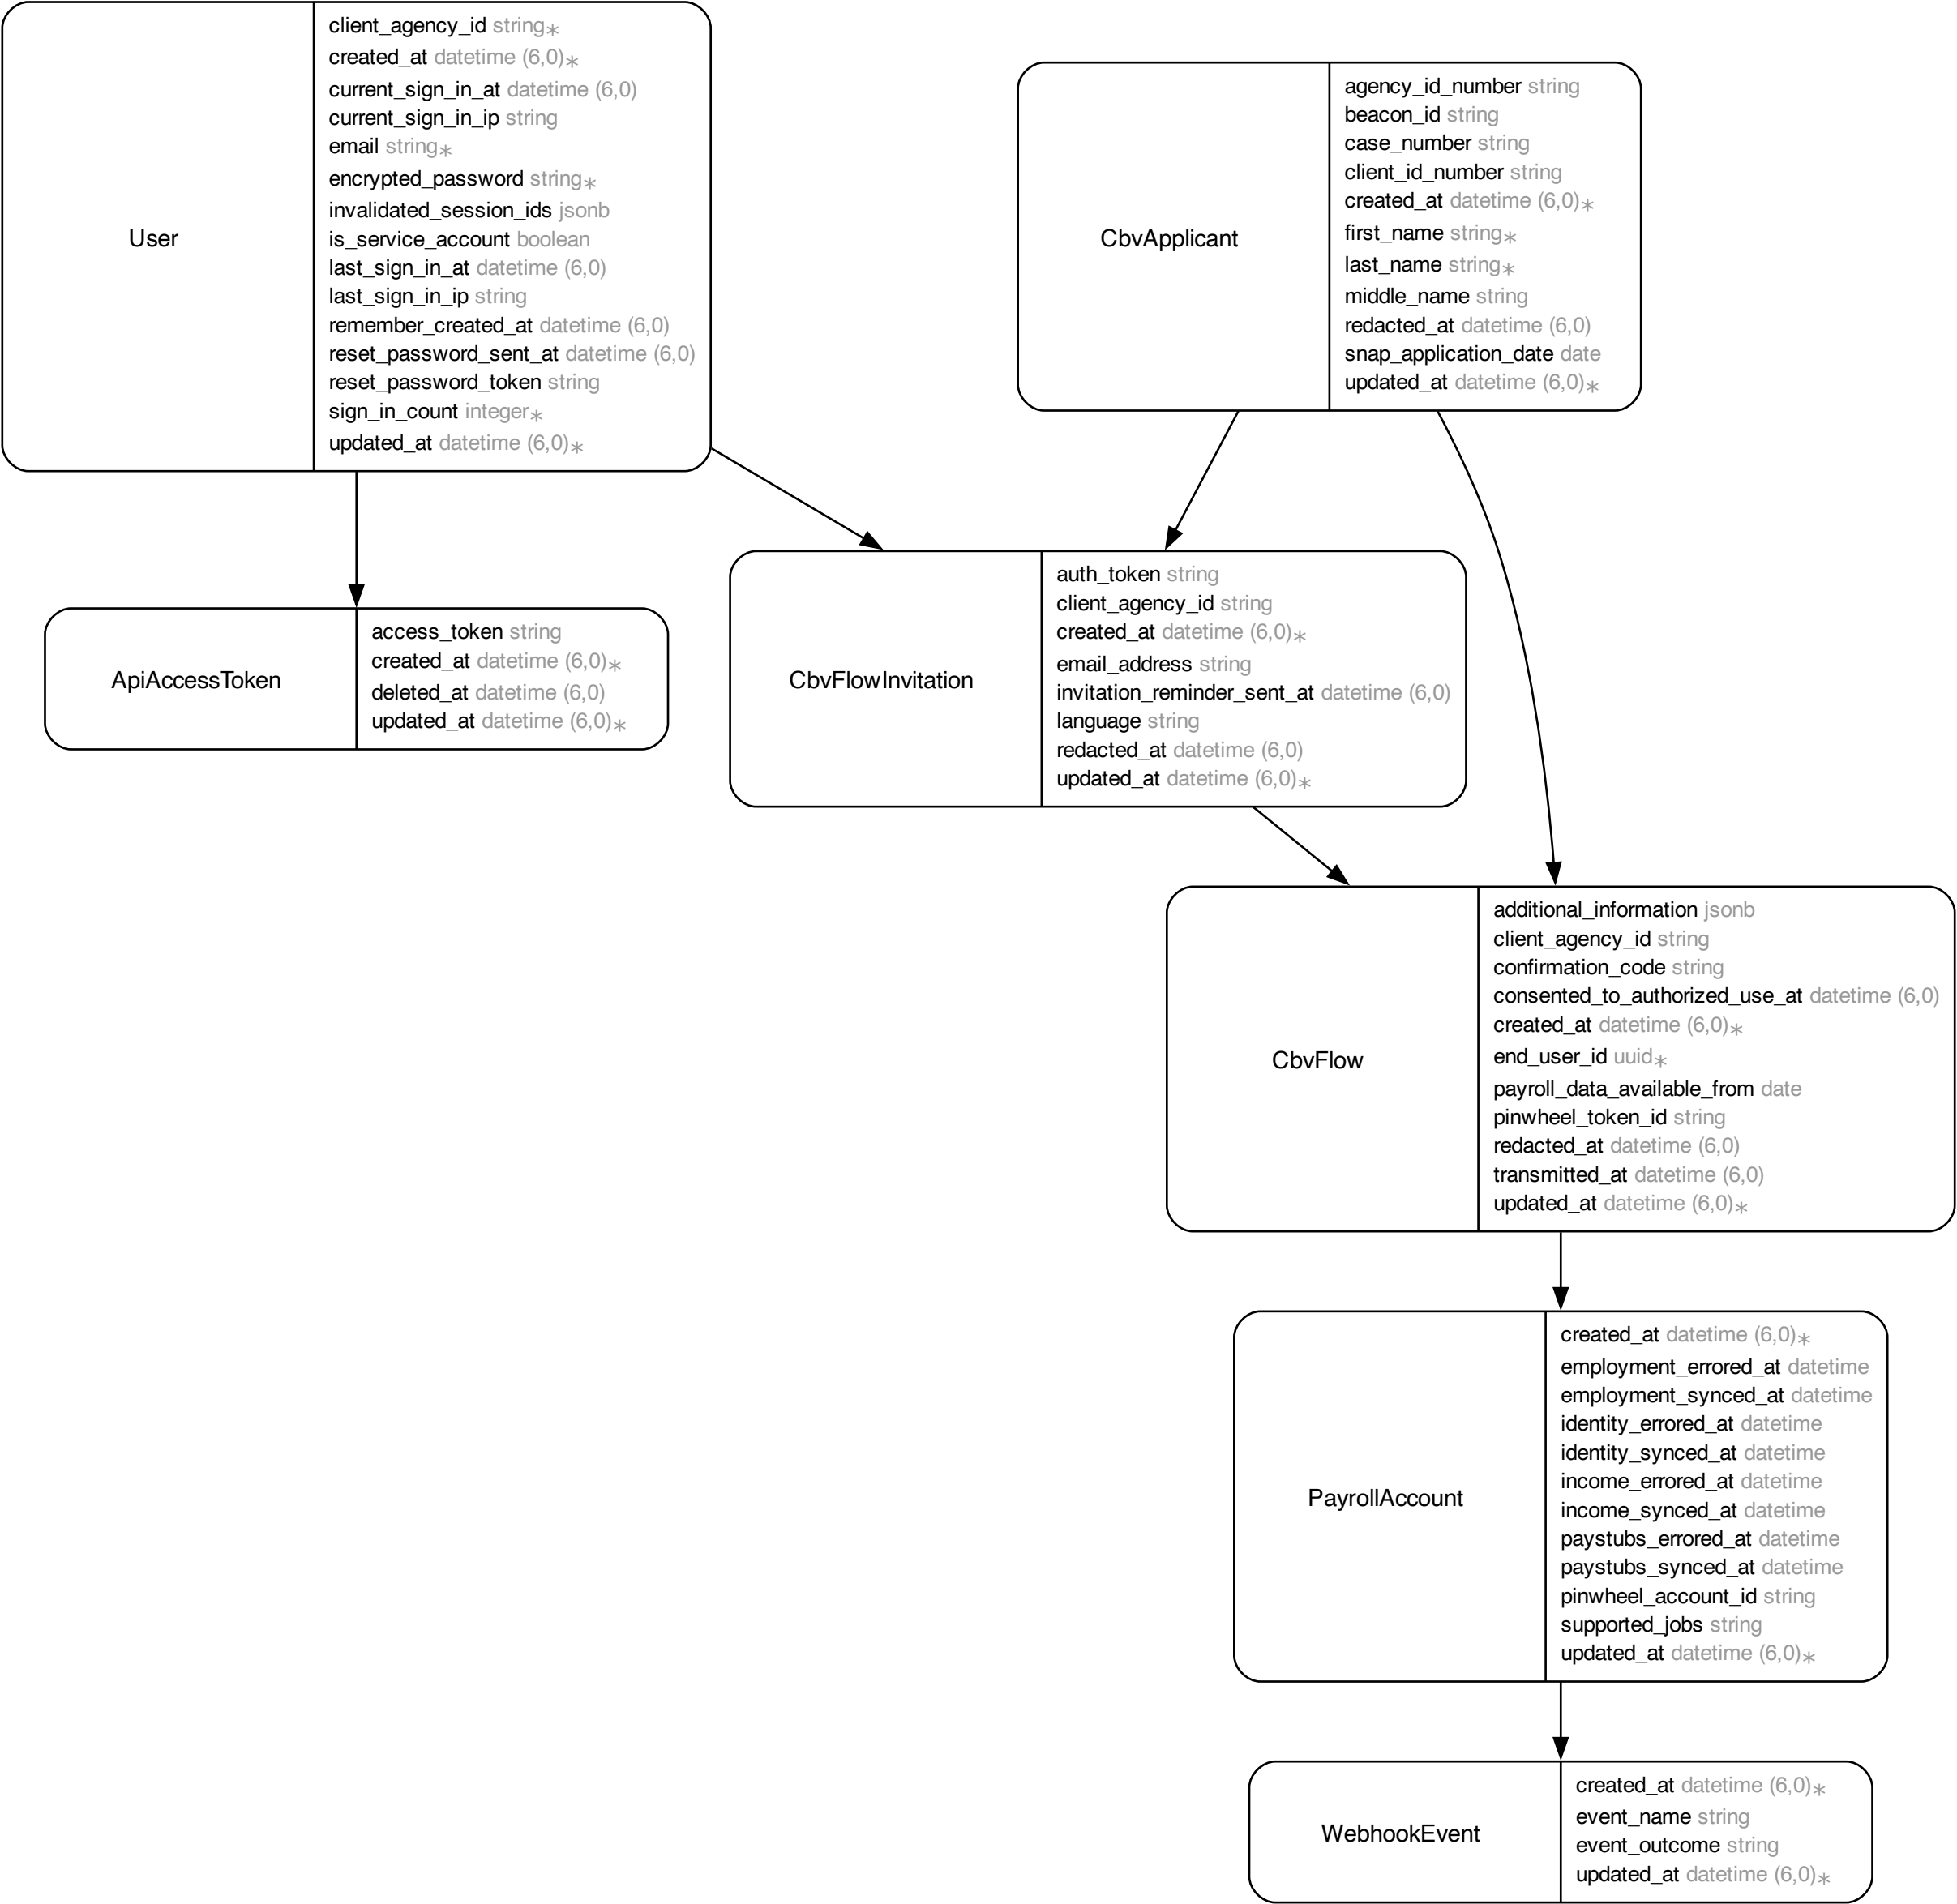 User
client_agency_id string*
created_at datetime (6,0)*
current_sign_in_at datetime (6,0)
current_sign_in_ip string
email string*
encrypted_password string*
invalidated_session_ids jsonb
is_service_account boolean
last_sign_in_at datetime (6,0)
last_sign_in_ip string
remember_created_at datetime (6,0)
reset_password_sent_at datetime (6,0)
reset_password_token string
sign_in_count integer*
updated_at datetime (6,0)*
CbvApplicant
agency_id_number string
beacon_id string
case_number string
client_id_number string
created_at datetime (6,0)*
first_name string*
last_name string*
middle_name string
redacted_at datetime (6,0)
snap_application_date date
updated_at datetime (6,0)*
ApiAccessToken
access_token string
created_at datetime (6,0)*
deleted_at datetime (6,0)
updated_at datetime (6,0)*
CbvFlowInvitation
auth_token string
client_agency_id string
created_at datetime (6,0)*
email_address string
invitation_reminder_sent_at datetime (6,0)
language string
redacted_at datetime (6,0)
updated_at datetime (6,0)*
CbvFlow
additional_information jsonb
client_agency_id string
confirmation_code string
consented_to_authorized_use_at datetime (6,0)
created_at datetime (6,0)*
end_user_id uuid*
payroll_data_available_from date
pinwheel_token_id string
redacted_at datetime (6,0)
transmitted_at datetime (6,0)
updated_at datetime (6,0)*
PayrollAccount
created_at datetime (6,0)*
employment_errored_at datetime
employment_synced_at datetime
identity_errored_at datetime
identity_synced_at datetime
income_errored_at datetime
income_synced_at datetime
paystubs_errored_at datetime
paystubs_synced_at datetime
pinwheel_account_id string
supported_jobs string
updated_at datetime (6,0)*
WebhookEvent
created_at datetime (6,0)*
event_name string
event_outcome string
updated_at datetime (6,0)*